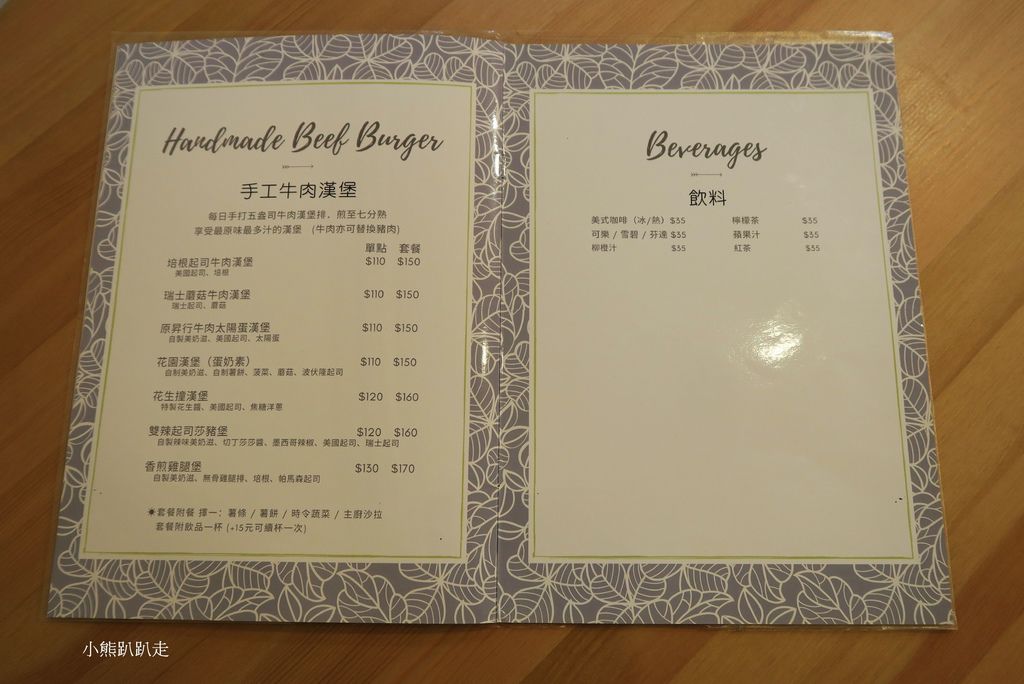 Handmade Beef Burger
手工牛肉漢堡
每日手打五盎司牛肉漢堡排．煎至七分熟
享受最原味最多汁的漢堡 (牛肉亦可替換豬肉)
單點 套餐
培根起司牛肉漢堡 $110 $150
美國起司、培根
瑞士蘑菇牛肉漢堡 $110 $150
瑞士起司、蘑菇
原昇行牛肉太陽蛋漢堡 $110 $150
自製美奶滋、美國起司、太陽蛋
花園漢堡（蛋奶素） $110 $150
自制美奶滋、自制薯餅、菠菜、蘑菇、波伏隆起司
花生撞漢堡 $120 $160
特製花生醬、美國起司、焦糖洋蔥
雙辣起司莎豬堡 $120 $160
自製辣味美奶滋、切丁莎莎醬、墨西哥辣椒、美國起司、瑞士起司
香煎雞腿堡 $130 $170
自製美奶滋、無骨雞腿排、培根、帕馬森起司
☀套餐附餐 擇一：薯條 / 薯餅 / 時令蔬菜 / 主廚沙拉
套餐附飲品一杯 (+15元可續杯一次)
Beverages
飲料
美式咖啡（冰/熱）$35 檸檬茶 $35
可樂 / 雪碧 / 芬達 $35 蘋果汁 $35
柳橙汁 $35 紅茶 $35
小熊趴趴走